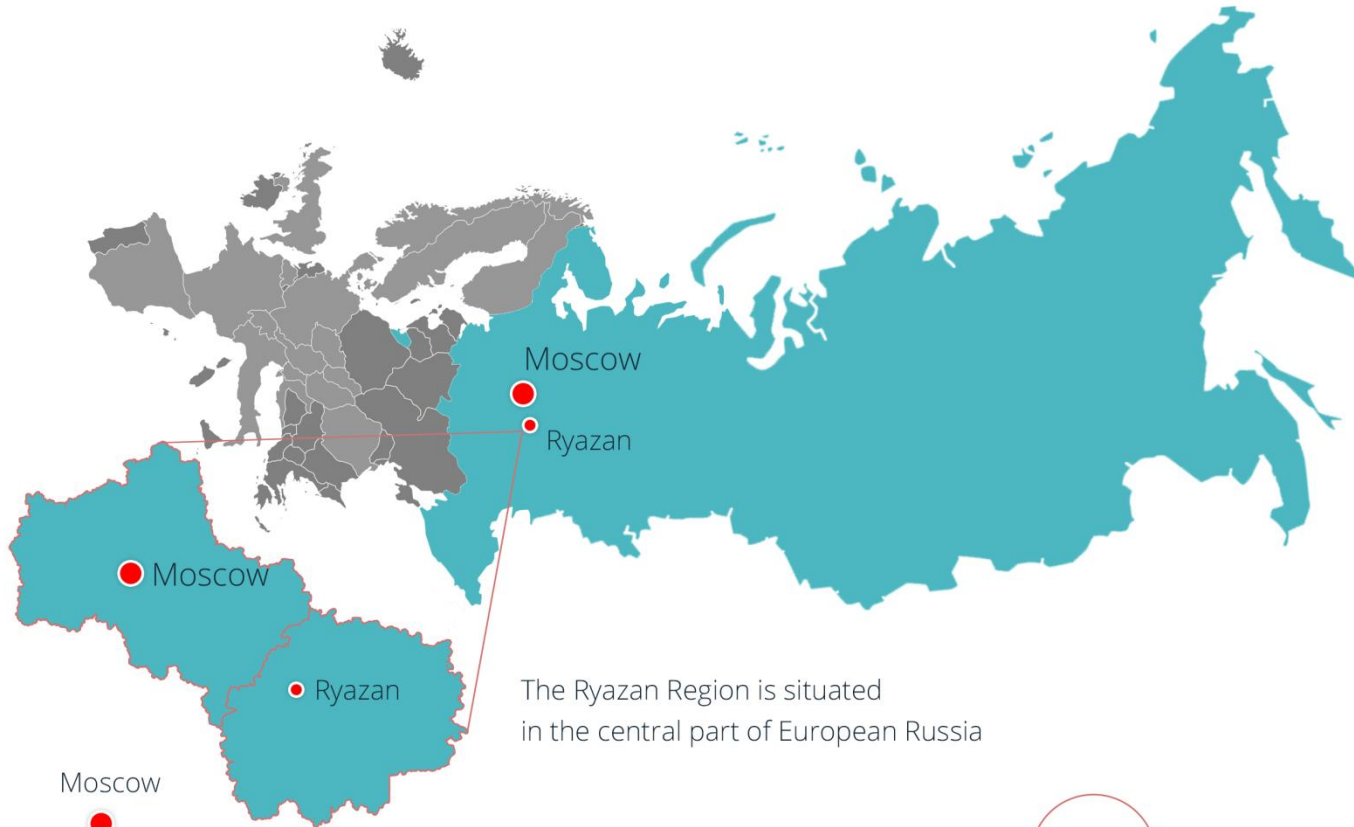 Moscow
Ryazan
Moscow
Ryazan
The Ryazan Region is situated
in the central part of European Russia
Moscow